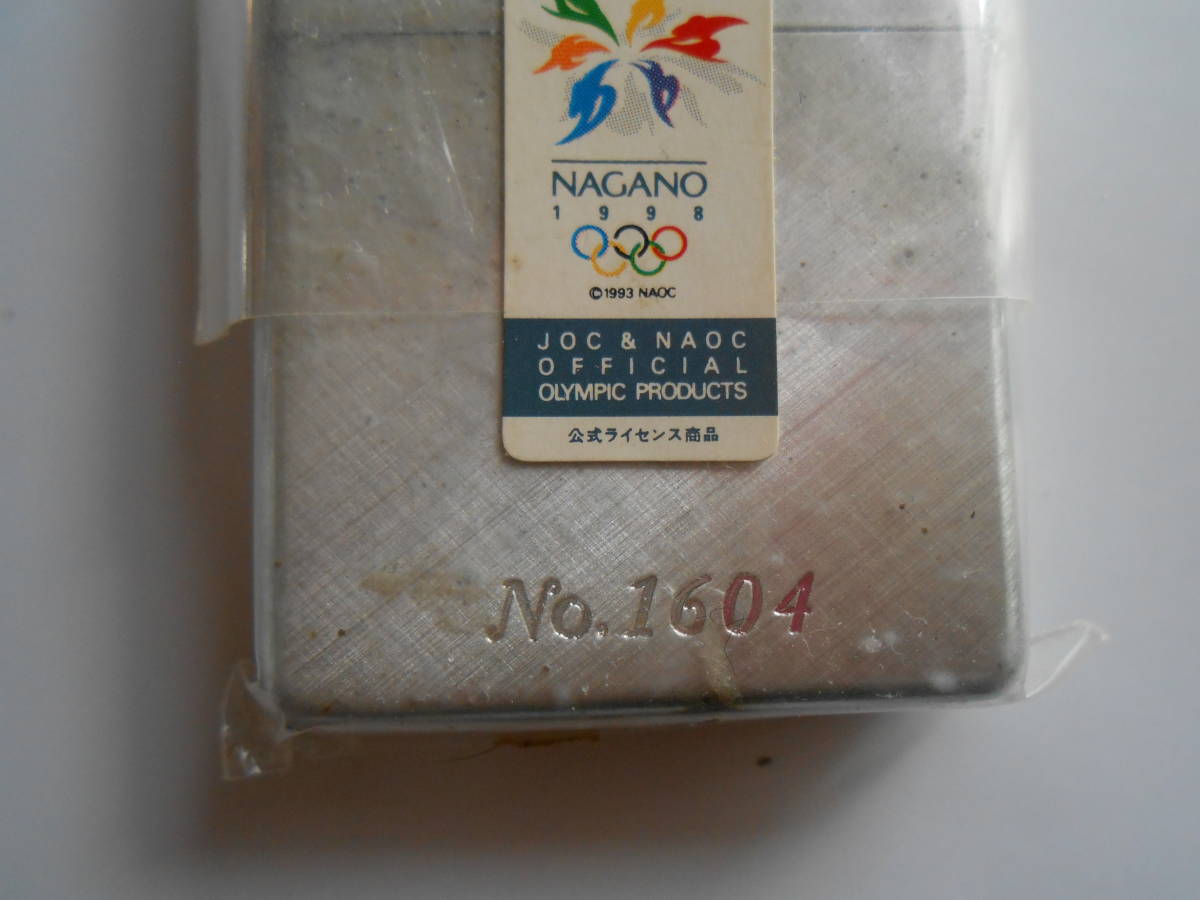 NAGANO
1998
©1993 NAOC
JOC & NAOC
OFFICIAL
OLYMPIC PRODUCTS
公式ライセンス商品
No.1604